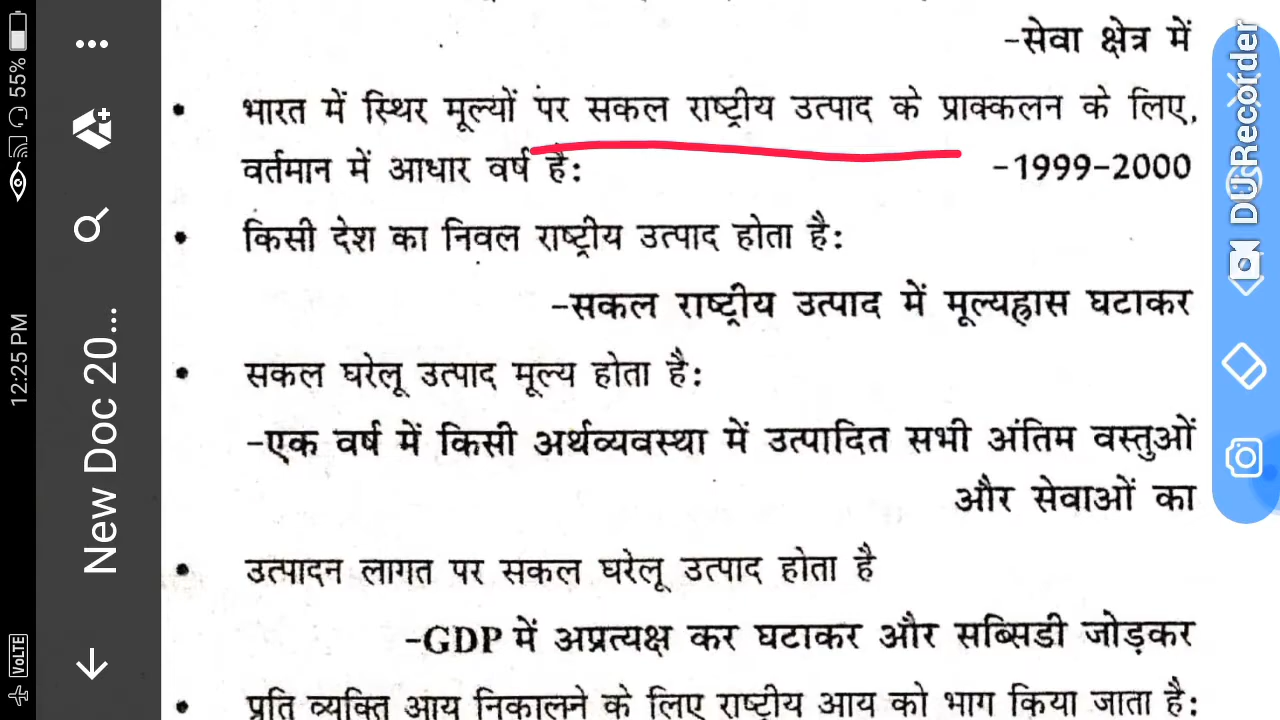 -सेवा क्षेत्र में
• भारत में स्थिर मूल्यों पर सकल राष्ट्रीय उत्पाद के प्राक्कलन के लिए,
वर्तमान में आधार वर्ष है: -1999-2000
• किसी देश का निवल राष्ट्रीय उत्पाद होता है:
-सकल राष्ट्रीय उत्पाद में मूल्यह्रास घटाकर
• सकल घरेलू उत्पाद मूल्य होता है:
-एक वर्ष में किसी अर्थव्यवस्था में उत्पादित सभी अंतिम वस्तुओं
और सेवाओं का
• उत्पादन लागत पर सकल घरेलू उत्पाद होता है
-GDP में अप्रत्यक्ष कर घटाकर और सब्सिडी जोड़कर
• प्रति व्यक्ति आय निकालने के लिए राष्ट्रीय आय को भाग किया जाता है:
New Doc 20...
55%
12:25 PM
VoLTE
DU Recorder